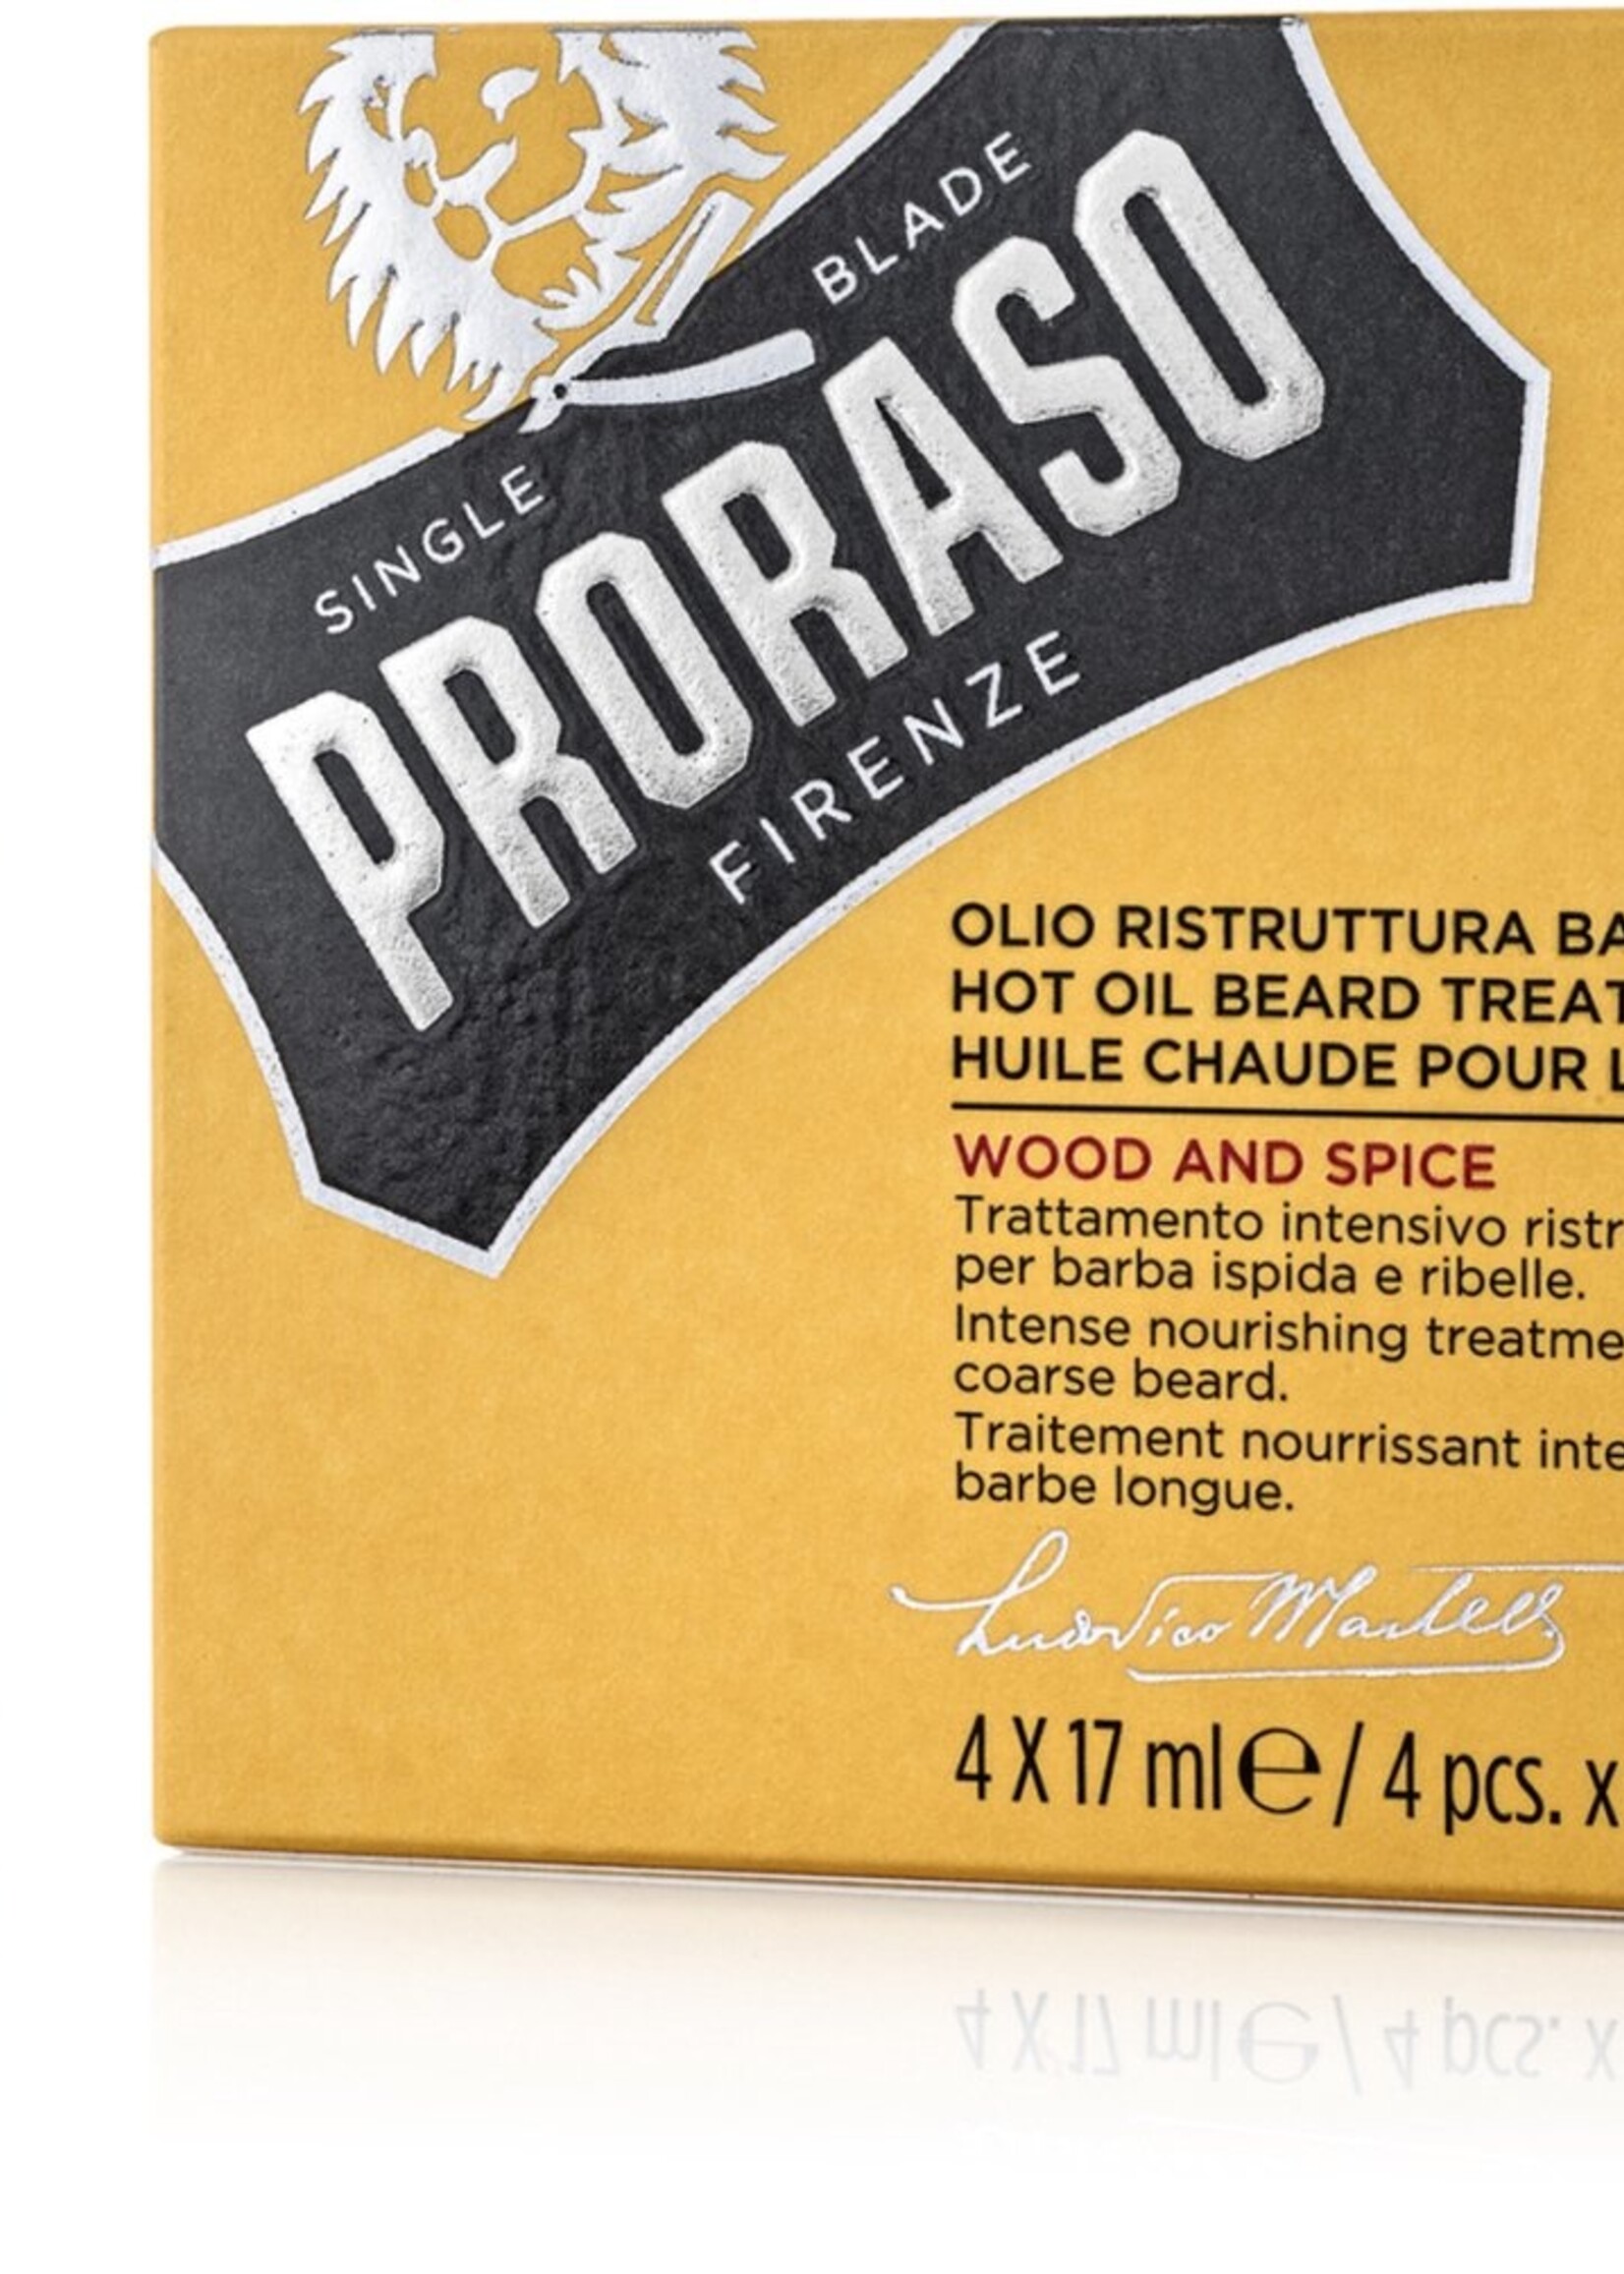 SINGLE BLADE
PRORASO
FIRENZE
OLIO RISTRUTTURA BA
HOT OIL BEARD TREAT
HUILE CHAUDE POUR L
WOOD AND SPICE
Trattamento intensivo ristr
per barba ispida e ribelle.
Intense nourishing treatme
coarse beard.
Traitement nourrissant inte
barbe longue.
Ludovico Martelli
4 X 17 ml ℮ / 4 pcs. x